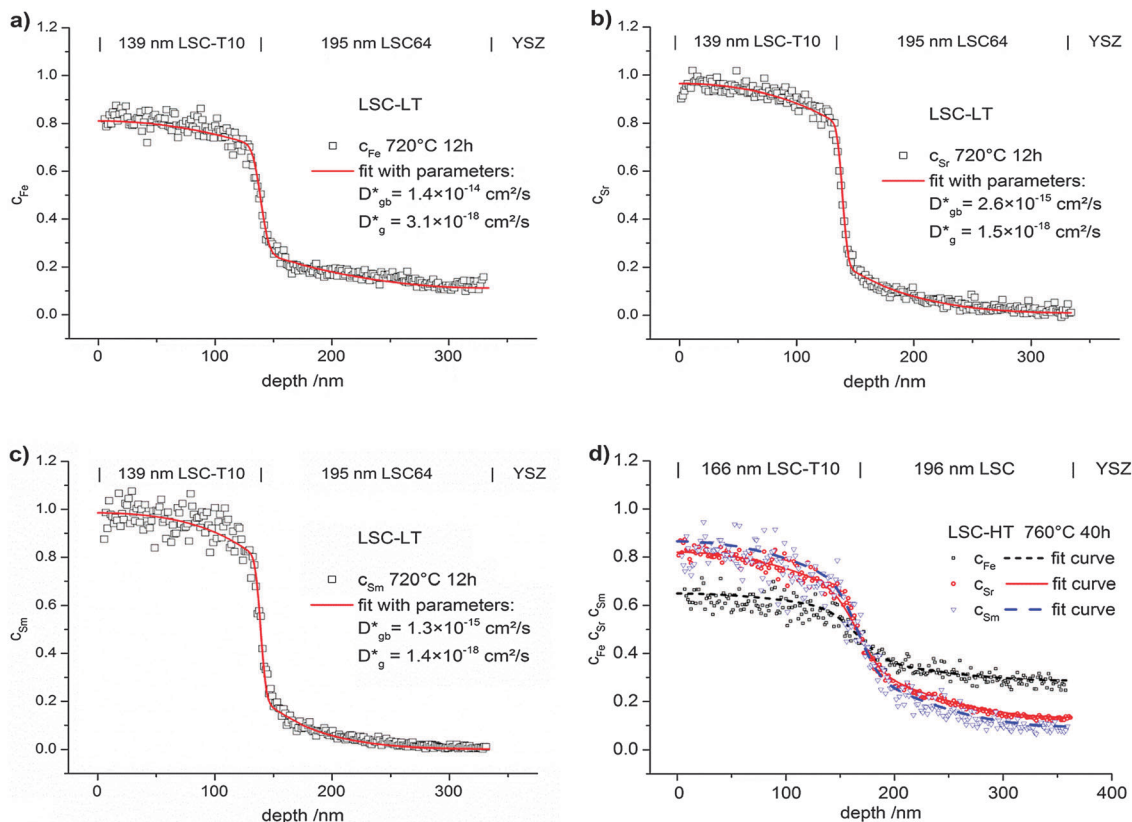 a)
| 139 nm LSC-T10 | 195 nm LSC64 | YSZ
1.2
1.0
0.8
0.6
0.4
0.2
0.0
c_Fe
LSC-LT
c_Fe 720°C 12h
fit with parameters:
D*_gb= 1.4×10^-14 cm²/s
D*_g = 3.1×10^-18 cm²/s
0 100 200 300
depth /nm
b)
| 139 nm LSC-T10 | 195 nm LSC64 | YSZ
1.2
1.0
0.8
0.6
0.4
0.2
0.0
c_Sr
LSC-LT
c_Sr 720°C 12h
fit with parameters:
D*_gb= 2.6×10^-15 cm²/s
D*_g = 1.5×10^-18 cm²/s
0 100 200 300
depth /nm
c)
| 139 nm LSC-T10 | 195 nm LSC64 | YSZ
1.2
1.0
0.8
0.6
0.4
0.2
0.0
c_Sm
LSC-LT
c_Sm 720°C 12h
fit with parameters:
D*_gb= 1.3×10^-15 cm²/s
D*_g = 1.4×10^-18 cm²/s
0 100 200 300
depth /nm
d)
| 166 nm LSC-T10 | 196 nm LSC | YSZ
1.2
1.0
0.8
0.6
0.4
0.2
0.0
c_Fe c_Sr c_Sm
LSC-HT 760°C 40h
c_Fe fit curve
c_Sr fit curve
c_Sm fit curve
0 100 200 300 400
depth /nm